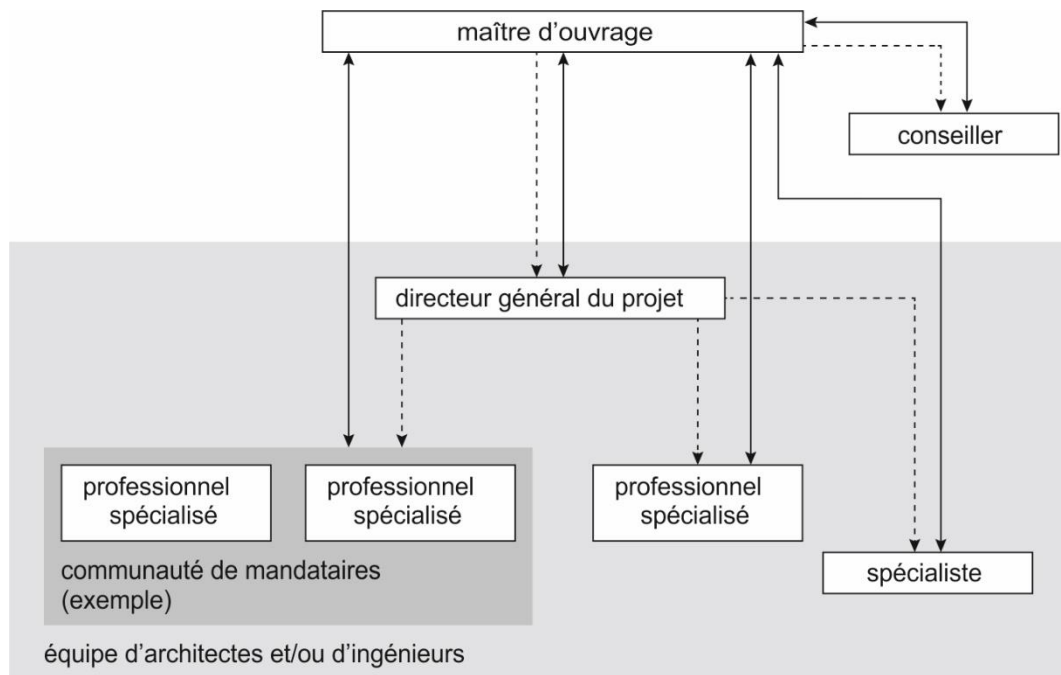 maître d'ouvrage
conseiller
directeur général du projet
professionnel
spécialisé
professionnel
spécialisé
professionnel
spécialisé
communauté de mandataires
(exemple)
spécialiste
équipe d'architectes et/ou d'ingénieurs